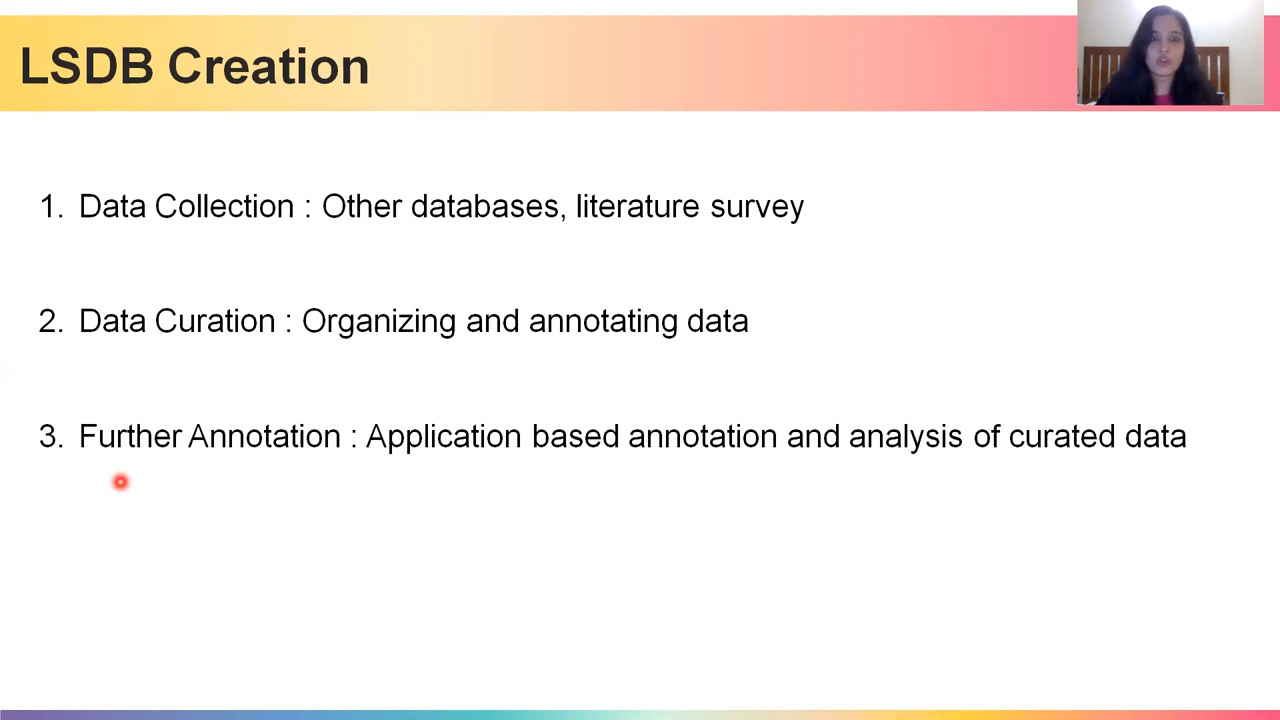 LSDB Creation
1. Data Collection : Other databases, literature survey
2. Data Curation : Organizing and annotating data
3. Further Annotation : Application based annotation and analysis of curated data